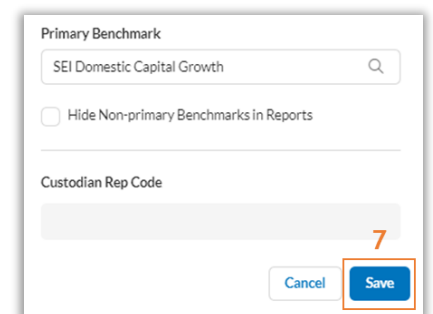 Primary Benchmark
SEI Domestic Capital Growth
Hide Non-primary Benchmarks in Reports
Custodian Rep Code
7
Cancel Save